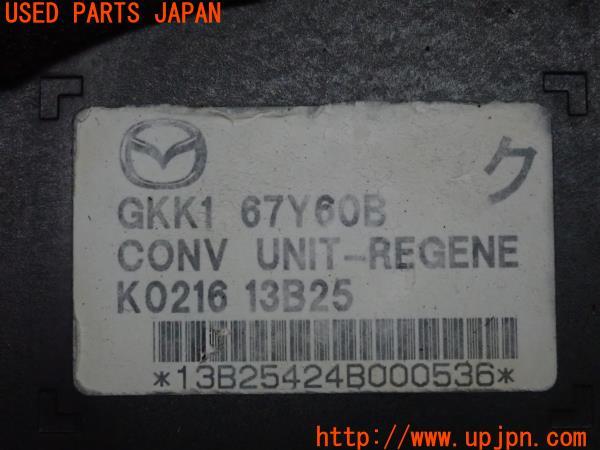 USED PARTS JAPAN
ク
GKK1 67Y60B
CONV UNIT-REGENE
K0216 13B25
*13B25424B000536*
http://www.upjpn.com/